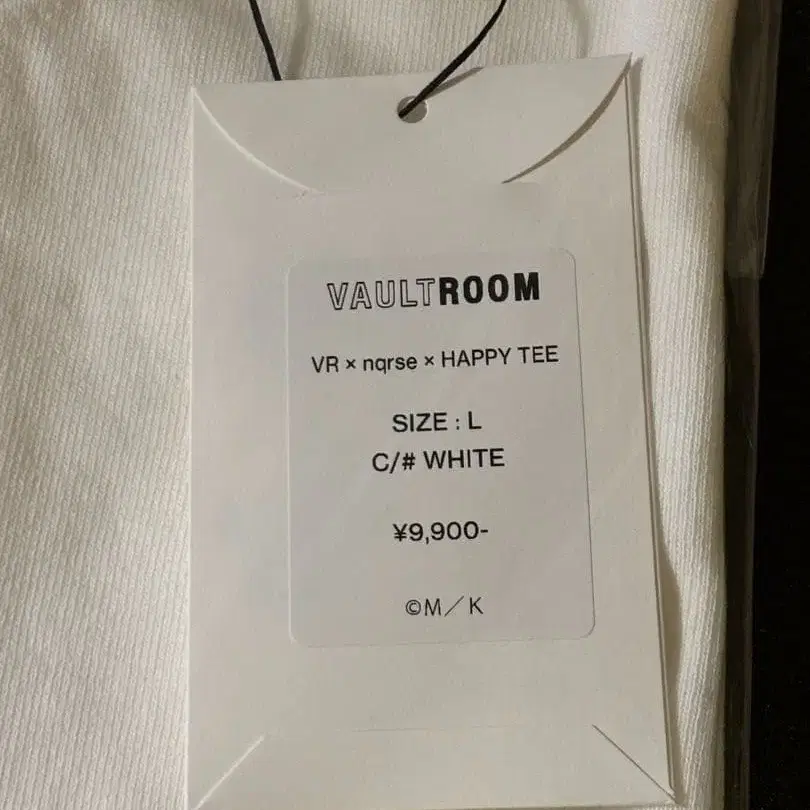 VAULTROOM
VR × nqrse × HAPPY TEE
SIZE : L
C/# WHITE
¥9,900-
©M／K